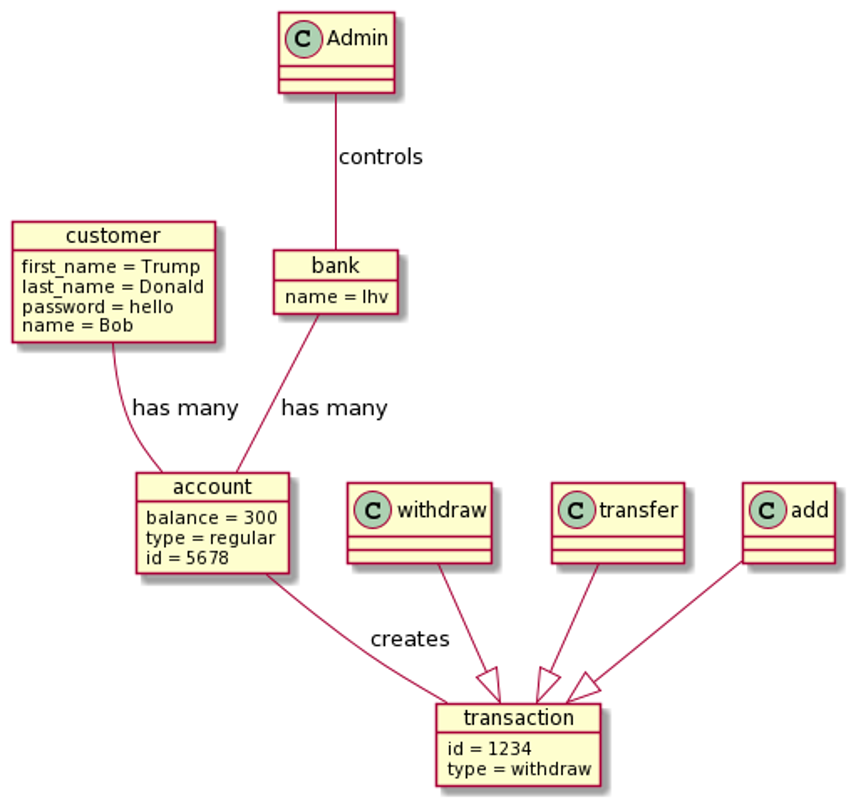 C Admin
controls
customer
first_name = Trump
last_name = Donald
password = hello
name = Bob
bank
name = Ihv
has many
has many
account
balance = 300
type = regular
id = 5678
C withdraw
C transfer
C add
creates
transaction
id = 1234
type = withdraw